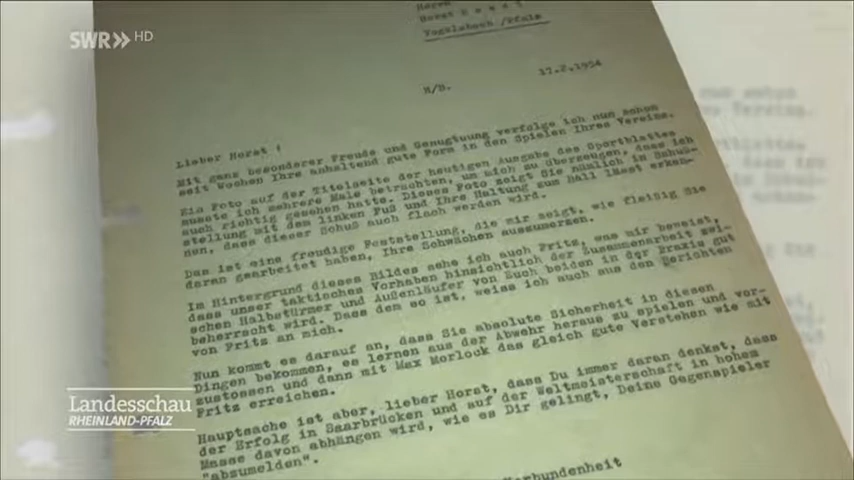 SWR HD
Herrn
Horst E c k e l
Vogelbach /Pfalz
17.2.1954
H/B.
Lieber Horst !
Mit ganz besonderer Freude und Genugtuung verfolge ich nun schon
seit Wochen Ihre anhaltend gute Form in den Spielen Ihres Vereins.
Ein Foto auf der Titelseite der heutigen Ausgabe des Sportblattes
musste ich mehrere Male betrachten, um mich zu überzeugen, dass ich
auch richtig gesehen hatte. Dieses Foto zeigt Sie nämlich in Schuß-
stellung mit dem linken Fuß und Ihre Haltung zum Ball lässt erken-
nen, dass dieser Schuß auch flach werden wird.
Das ist eine freudige Feststellung, die mir zeigt, wie fleißig Sie
daran gearbeitet haben, Ihre Schwächen auszumerzen.
Im Hintergrund dieses Bildes sehe ich auch Fritz, was mir beweist,
dass unser taktisches Vorhaben hinsichtlich der Zusammenarbeit zwi-
schen Halbstürmer und Außenläufer von Euch beiden in der Praxis gut
beherrscht wird. Dass dem so ist, weiss ich auch aus den Berichten
von Fritz an mich.
Nun kommt es darauf an, dass Sie absolute Sicherheit in diesen
Dingen bekommen, es lernen aus der Abwehr heraus zu spielen und vor-
zustossen und dann mit Max Morlock das gleich gute Verstehen wie mit
Fritz erreichen.
Hauptsache ist aber, lieber Horst, dass Du immer daran denkst, dass
der Erfolg in Saarbrücken und auf der Weltmeisterschaft in hohem
Masse davon abhängen wird, wie es Dir gelingt, Deine Gegenspieler
"abzumelden".
Verbundenheit
Landesschau
RHEINLAND-PFALZ